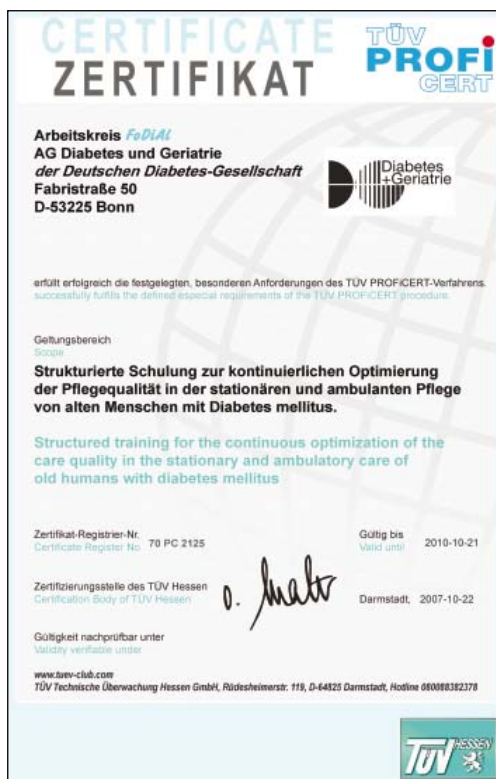 CERTIFICATE
ZERTIFIKAT
TÜV
PROFi
CERT
Arbeitskreis FoDiAl
AG Diabetes und Geriatrie
der Deutschen Diabetes-Gesellschaft
Fabristraße 50
D-53225 Bonn
Diabetes
+Geriatrie
erfüllt erfolgreich die festgelegten, besonderen Anforderungen des TÜV PROFiCERT-Verfahrens.
successfully fulfills the defined especial requirements of the TÜV PROFiCERT procedure.
Geltungsbereich
Scope
Strukturierte Schulung zur kontinuierlichen Optimierung
der Pflegequalität in der stationären und ambulanten Pflege
von alten Menschen mit Diabetes mellitus.
Structured training for the continuous optimization of the
care quality in the stationary and ambulatory care of
old humans with diabetes mellitus
Zertifikat-Registrier-Nr.
Certificate Register No. 70 PC 2125
Gültig bis
Valid until 2010-10-21
Zertifizierungsstelle des TÜV Hessen
Certification Body of TÜV Hessen
Darmstadt, 2007-10-22
Gültigkeit nachprüfbar unter
Validity verifiable under
www.tuev-club.com
TÜV Technische Überwachung Hessen GmbH, Rüdesheimerstr. 119, D-64825 Darmstadt, Hotline 080088382378
TÜV HESSEN